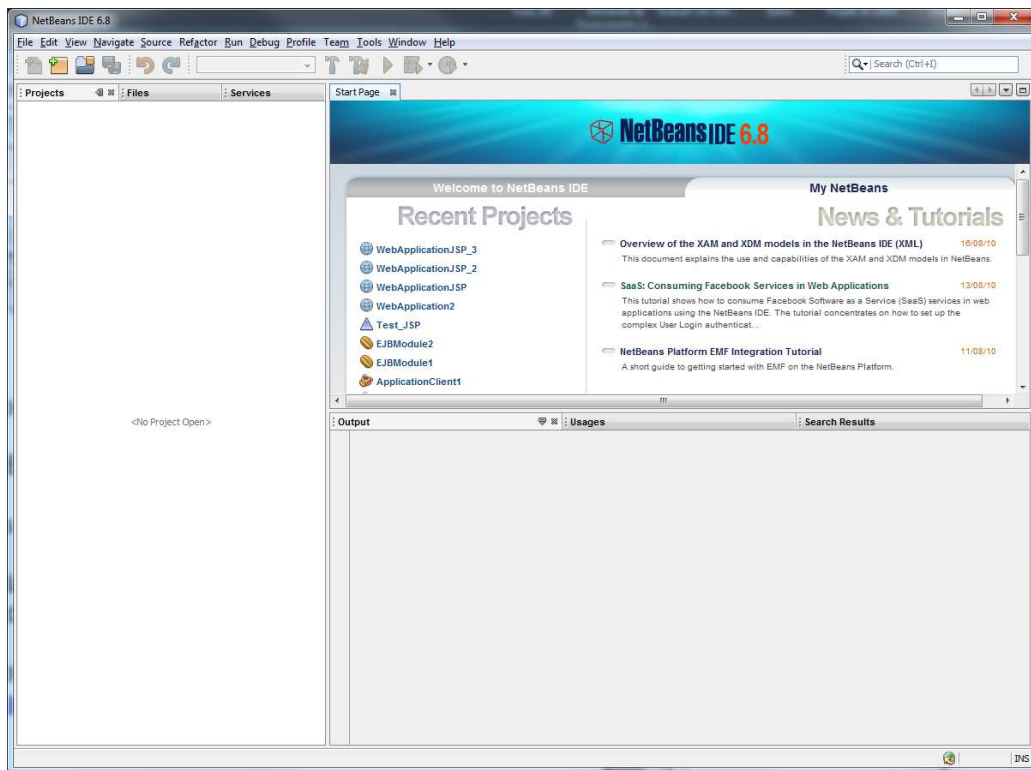 NetBeans IDE 6.8
File Edit View Navigate Source Refactor Run Debug Profile Team Tools Window Help
Search (Ctrl+I)
Projects Files Services
Start Page
NetBeans IDE 6.8
Welcome to NetBeans IDE
My NetBeans
Recent Projects
WebApplicationJSP_3
WebApplicationJSP_2
WebApplicationJSP
WebApplication2
Test_JSP
EJBModule2
EJBModule1
ApplicationClient1
News & Tutorials
Overview of the XAM and XDM models in the NetBeans IDE (XML) 16/08/10
This document explains the use and capabilities of the XAM and XDM models in NetBeans.
SaaS: Consuming Facebook Services in Web Applications 13/08/10
This tutorial shows how to consume Facebook Software as a Service (SaaS) services in web
applications using the NetBeans IDE. The tutorial concentrates on how to set up the
complex User Login authenticat...
NetBeans Platform EMF Integration Tutorial 11/08/10
A short guide to getting started with EMF on the NetBeans Platform.
<No Project Open>
Output Usages Search Results
INS